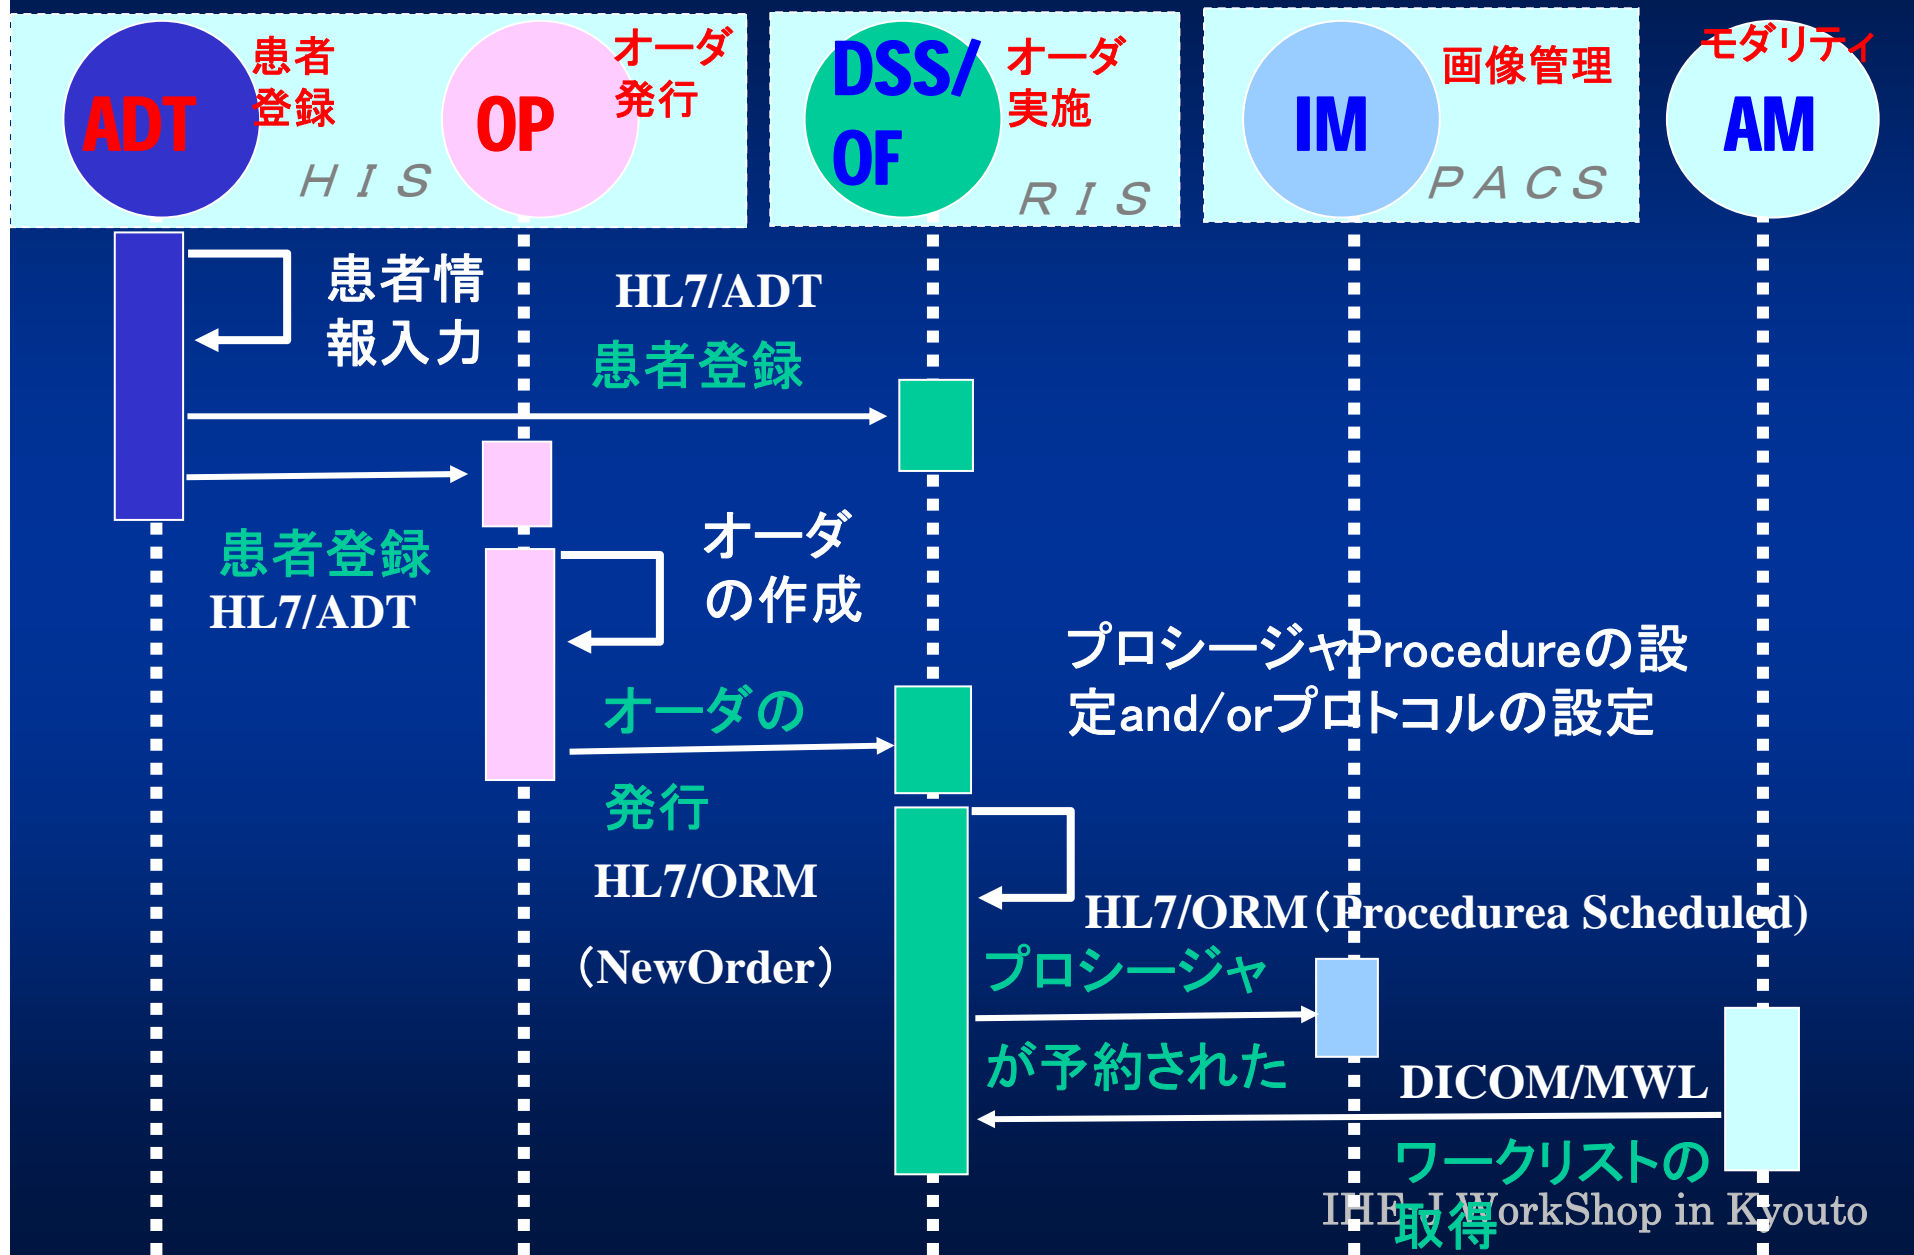 ADT
患者
登録
HIS
OP
オーダ
発行
DSS/
OF
オーダ
実施
RIS
IM
画像管理
PACS
モダリティ
AM
患者情
報入力
HL7/ADT
患者登録
患者登録
HL7/ADT
オーダ
の作成
プロシージャProcedureの設
定and/orプロトコルの設定
オーダの
発行
HL7/ORM
（NewOrder）
HL7/ORM（Procedurea Scheduled)
プロシージャ
が予約された
DICOM/MWL
ワークリストの
取得
IHE-J WorkShop in Kyouto